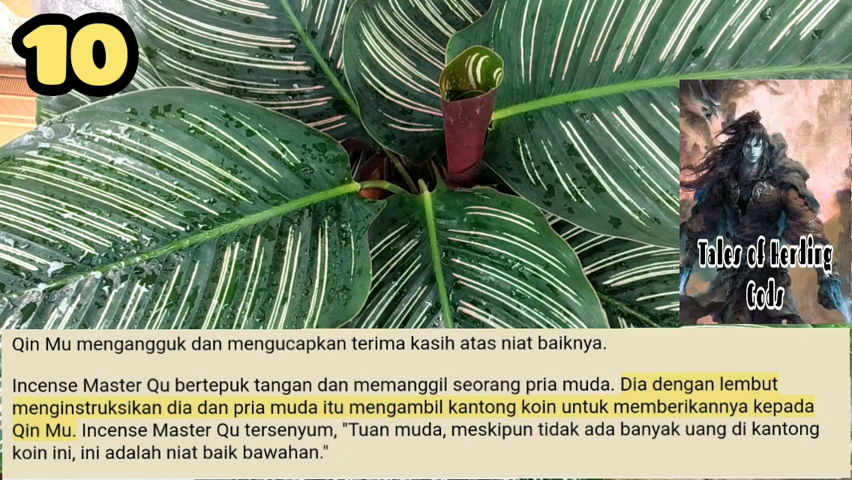 10
Tales of Herding
Gods
Qin Mu mengangguk dan mengucapkan terima kasih atas niat baiknya.
Incense Master Qu bertepuk tangan dan memanggil seorang pria muda. Dia dengan lembut
menginstruksikan dia dan pria muda itu mengambil kantong koin untuk memberikannya kepada
Qin Mu. Incense Master Qu tersenyum, "Tuan muda, meskipun tidak ada banyak uang di kantong
koin ini, ini adalah niat baik bawahan."